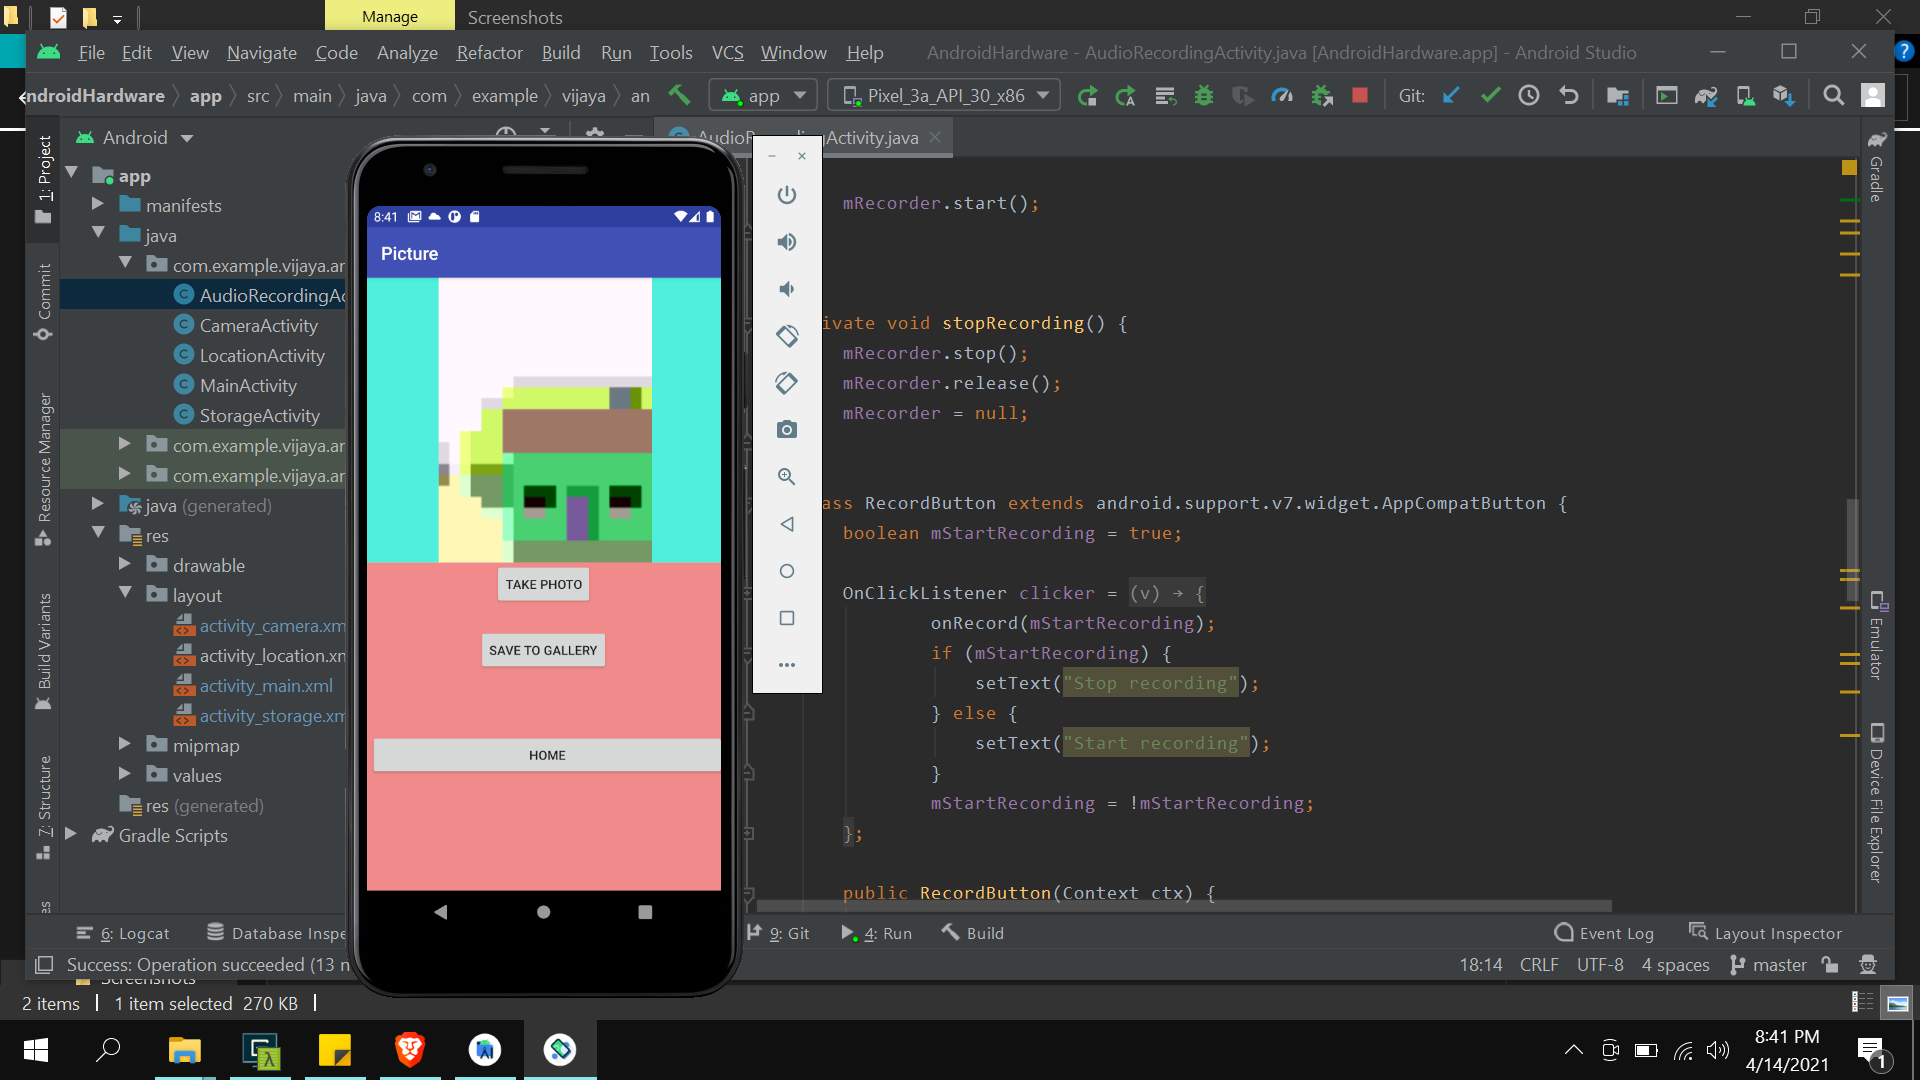 Manage
Screenshots
File Edit View Navigate Code Analyze Refactor Build Run Tools VCS Window Help
AndroidHardware - AudioRecordingActivity.java [AndroidHardware.app] - Android Studio
ndroidHardware app src main java com example vijaya an
app
Pixel_3a_API_30_x86
Git:
1: Project
Commit
Resource Manager
Build Variants
7: Structure
es
Android
app
manifests
java
com.example.vijaya.ar
AudioRecordingAc
CameraActivity
LocationActivity
MainActivity
StorageActivity
com.example.vijaya.ar
com.example.vijaya.ar
java (generated)
res
drawable
layout
activity_camera.xm
activity_location.xm
activity_main.xml
activity_storage.xm
mipmap
values
res (generated)
Gradle Scripts
8:41
Picture
TAKE PHOTO
SAVE TO GALLERY
HOME
mRecorder.start();
ivate void stopRecording() {
mRecorder.stop();
mRecorder.release();
mRecorder = null;
ass RecordButton extends android.support.v7.widget.AppCompatButton {
boolean mStartRecording = true;
OnClickListener clicker = (v) → {
onRecord(mStartRecording);
if (mStartRecording) {
setText("Stop recording");
} else {
setText("Start recording");
}
mStartRecording = !mStartRecording;
};
public RecordButton(Context ctx) {
Gradle
Emulator
Device File Explorer
6: Logcat
Database Inspe
9: Git
4: Run
Build
Event Log
Layout Inspector
Success: Operation succeeded (13 n
18:14 CRLF UTF-8 4 spaces master
Screenshots
2 items 1 item selected 270 KB
8:41 PM
4/14/2021
1